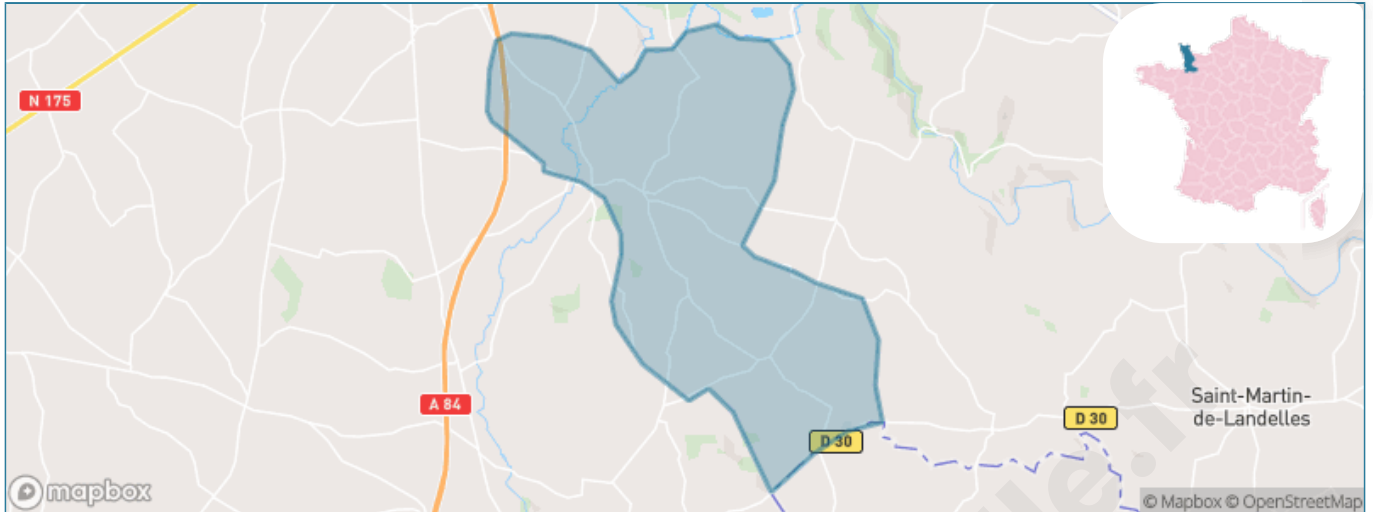 N 175
A 84
D 30
D 30
Saint-Martin-
de-Landelles
mapbox
© Mapbox © OpenStreetMap